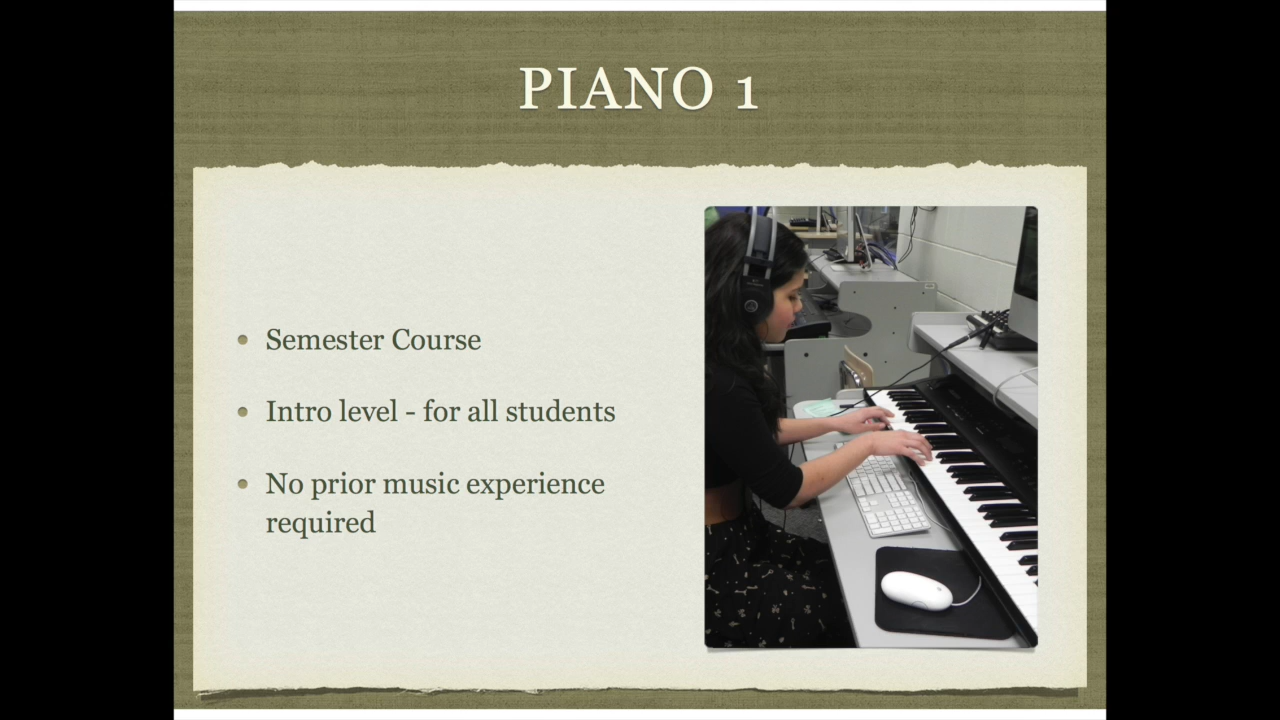 PIANO 1
• Semester Course
• Intro level - for all students
• No prior music experience
required